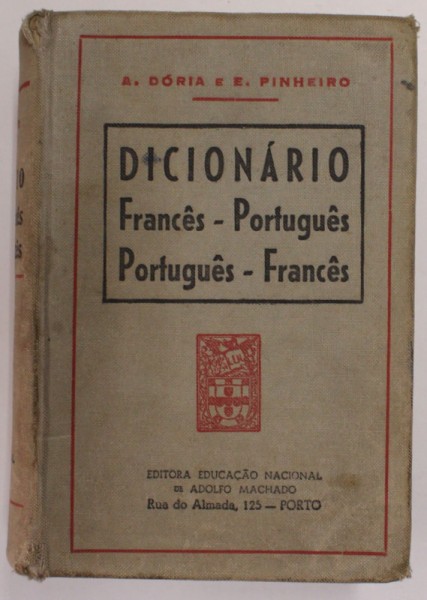 A. DÓRIA E E. PINHEIRO
DICIONÁRIO
Francês - Português
Português - Francês
EDITORA EDUCAÇÃO NACIONAL
DE ADOLFO MACHADO
Rua do Almada, 125 — PORTO